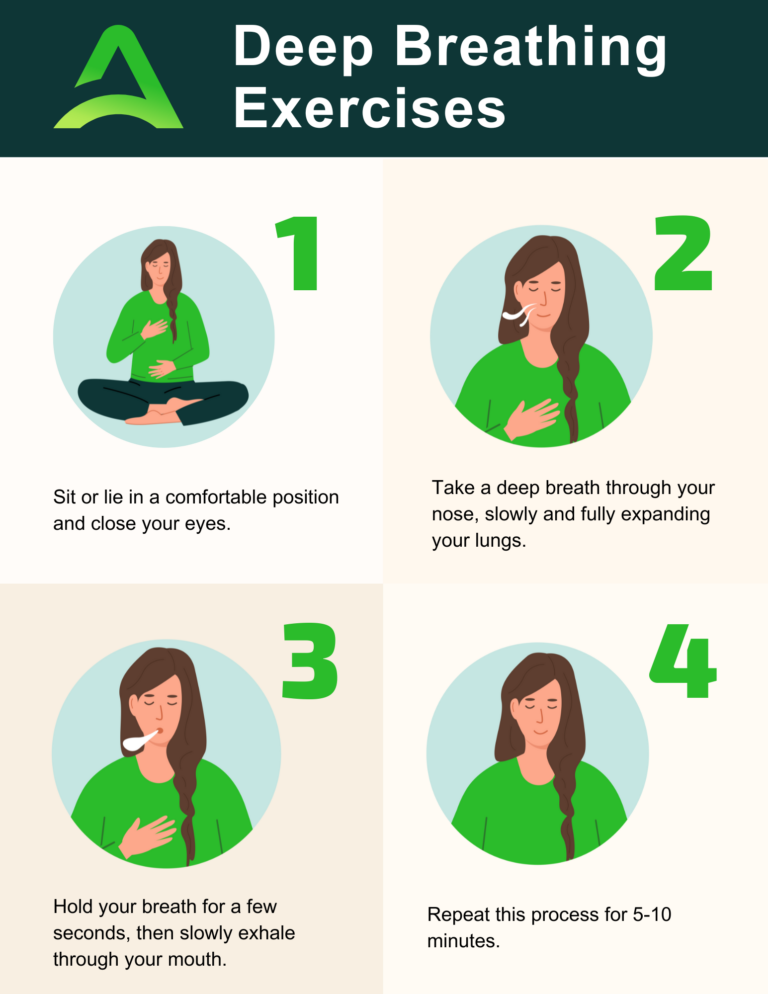 Deep Breathing
Exercises
1
2
Sit or lie in a comfortable position
and close your eyes.
Take a deep breath through your
nose, slowly and fully expanding
your lungs.
3
4
Hold your breath for a few
seconds, then slowly exhale
through your mouth.
Repeat this process for 5-10
minutes.